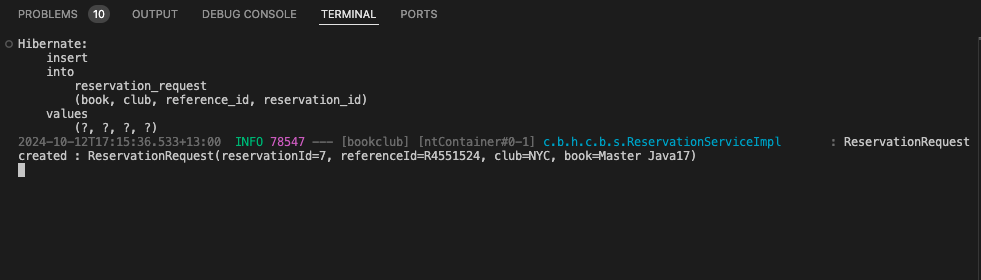 PROBLEMS 10 OUTPUT DEBUG CONSOLE TERMINAL PORTS
Hibernate:
    insert
    into
        reservation_request
        (book, club, reference_id, reservation_id)
    values
        (?, ?, ?, ?)
2024-10-12T17:15:36.533+13:00  INFO 78547 --- [bookclub] [ntContainer#0-1] c.b.h.c.b.s.ReservationServiceImpl       : ReservationRequest
created : ReservationRequest(reservationId=7, referenceId=R4551524, club=NYC, book=Master Java17)